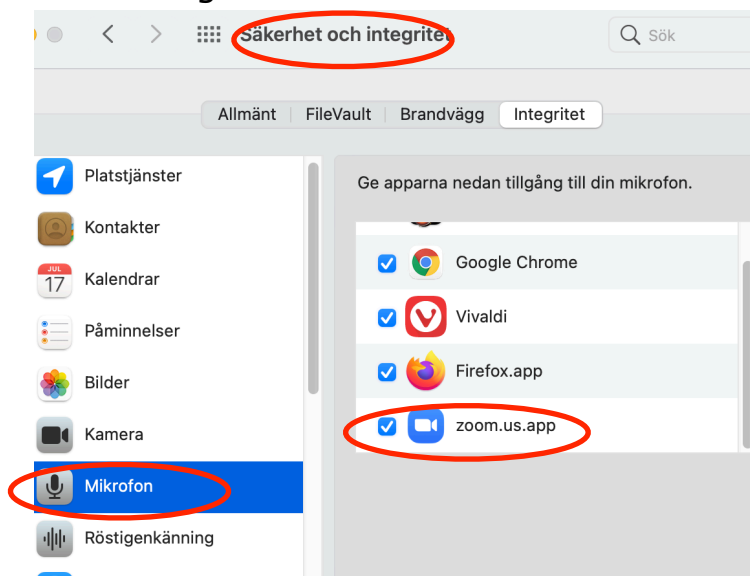 Säkerhet och integritet
Sök
Allmänt
FileVault
Brandvägg
Integritet
Platstjänster
Kontakter
JUL
17
Kalendrar
Påminnelser
Bilder
Kamera
Mikrofon
Röstigenkänning
Ge apparna nedan tillgång till din mikrofon.
Google Chrome
Vivaldi
Firefox.app
zoom.us.app